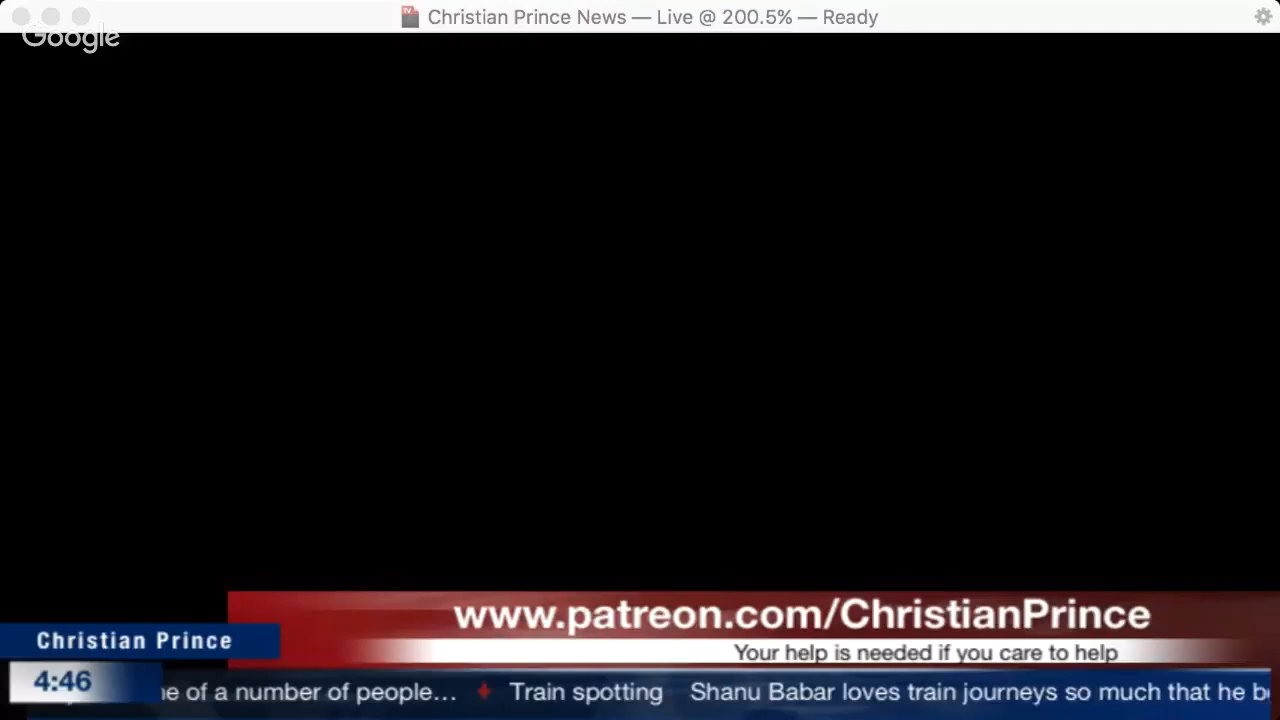 Christian Prince News — Live @ 200.5% — Ready
Google
www.patreon.com/ChristianPrince
Your help is needed if you care to help
Christian Prince
4:46
of a number of people... Train spotting Shanu Babar loves train journeys so much that he